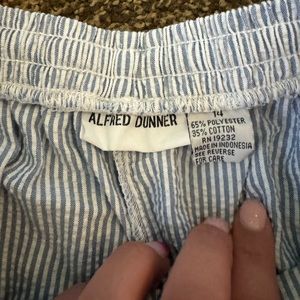 ALFRED DUNNER
14
65% POLYESTER
35% COTTON
RN 19232
MADE IN INDONESIA
SEE REVERSE
FOR CARE